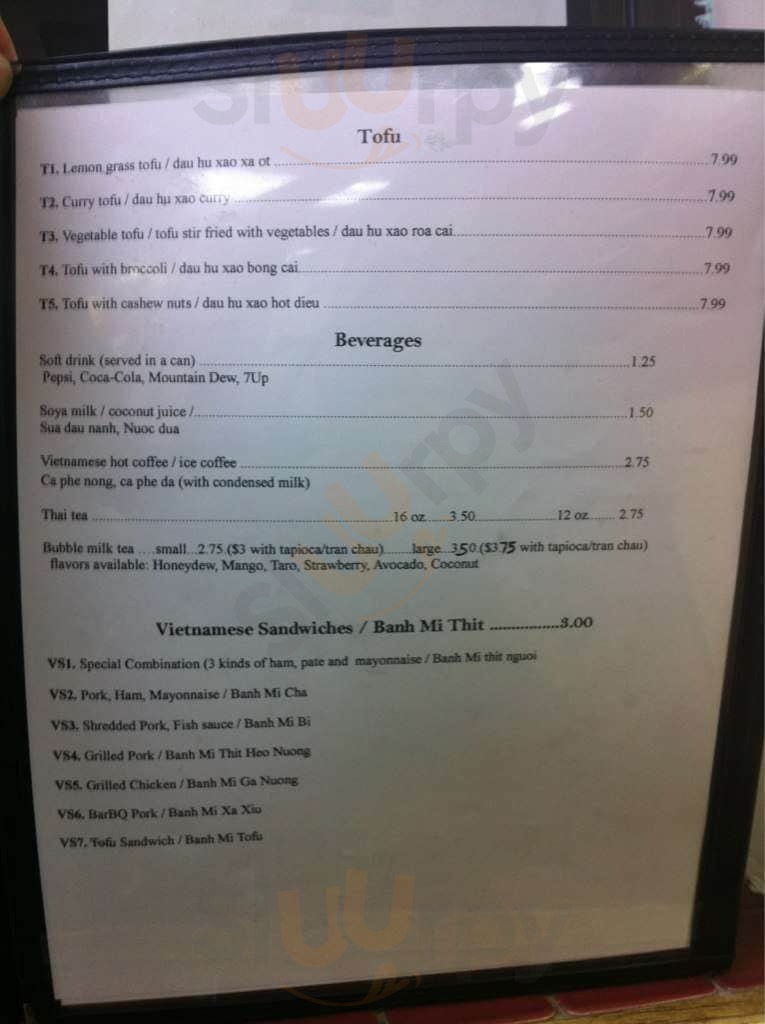 Tofu
T1. Lemon grass tofu / dau hu xao xa ot ........ 7.99
T2. Curry tofu / dau hu xao curry ........ 7.99
T3. Vegetable tofu / tofu stir fried with vegetables / dau hu xao roa cai ........ 7.99
T4. Tofu with broccoli / dau hu xao bong cai ........ 7.99
T5. Tofu with cashew nuts / dau hu xao hot dieu ........ 7.99
Beverages
Soft drink (served in a can) ........ 1.25
Pepsi, Coca-Cola, Mountain Dew, 7Up
Soya milk / coconut juice / ........ 1.50
Sua dau nanh, Nuoc dua
Vietnamese hot coffee / ice coffee ........ 2.75
Ca phe nong, ca phe da (with condensed milk)
Thai tea ........ 16 oz ...... 3.50 ........ 12 oz ....... 2.75
Bubble milk tea ....small...2.75 ($3 with tapioca/tran chau)........large...3.50 ($3.75 with tapioca/tran chau)
flavors available: Honeydew, Mango, Taro, Strawberry, Avocado, Coconut
Vietnamese Sandwiches / Banh Mi Thit .................3.00
VS1. Special Combination (3 kinds of ham, pate and mayonnaise / Banh Mi thit nguoi
VS2. Pork, Ham, Mayonnaise / Banh Mi Cha
VS3. Shredded Pork, Fish sauce / Banh Mi Bi
VS4. Grilled Pork / Banh Mi Thit Heo Nuong
VS5. Grilled Chicken / Banh Mi Ga Nuong
VS6. BarBQ Pork / Banh Mi Xa Xiu
VS7. Tofu Sandwich / Banh Mi Tofu
slUUrpy
slUUrpy
slUUrpy